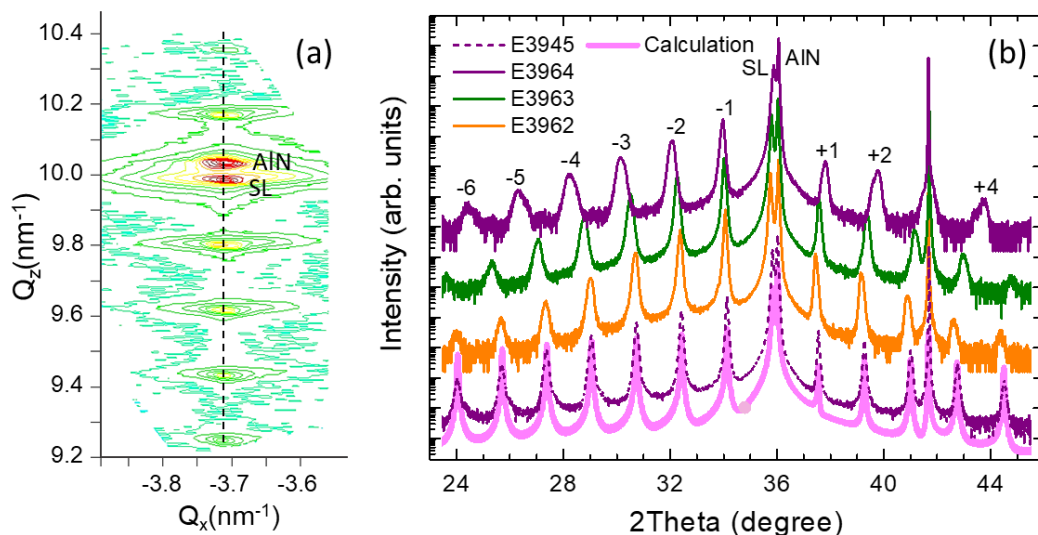 (a)
10.4
10.2
10.0
9.8
9.6
9.4
9.2
Qz(nm-1)
AlN
SL
-3.8
-3.7
-3.6
Qx(nm-1)
(b)
E3945
Calculation
E3964
E3963
E3962
SL
AlN
-6
-5
-4
-3
-2
-1
+1
+2
+4
Intensity (arb. units)
24
28
32
36
40
44
2Theta (degree)